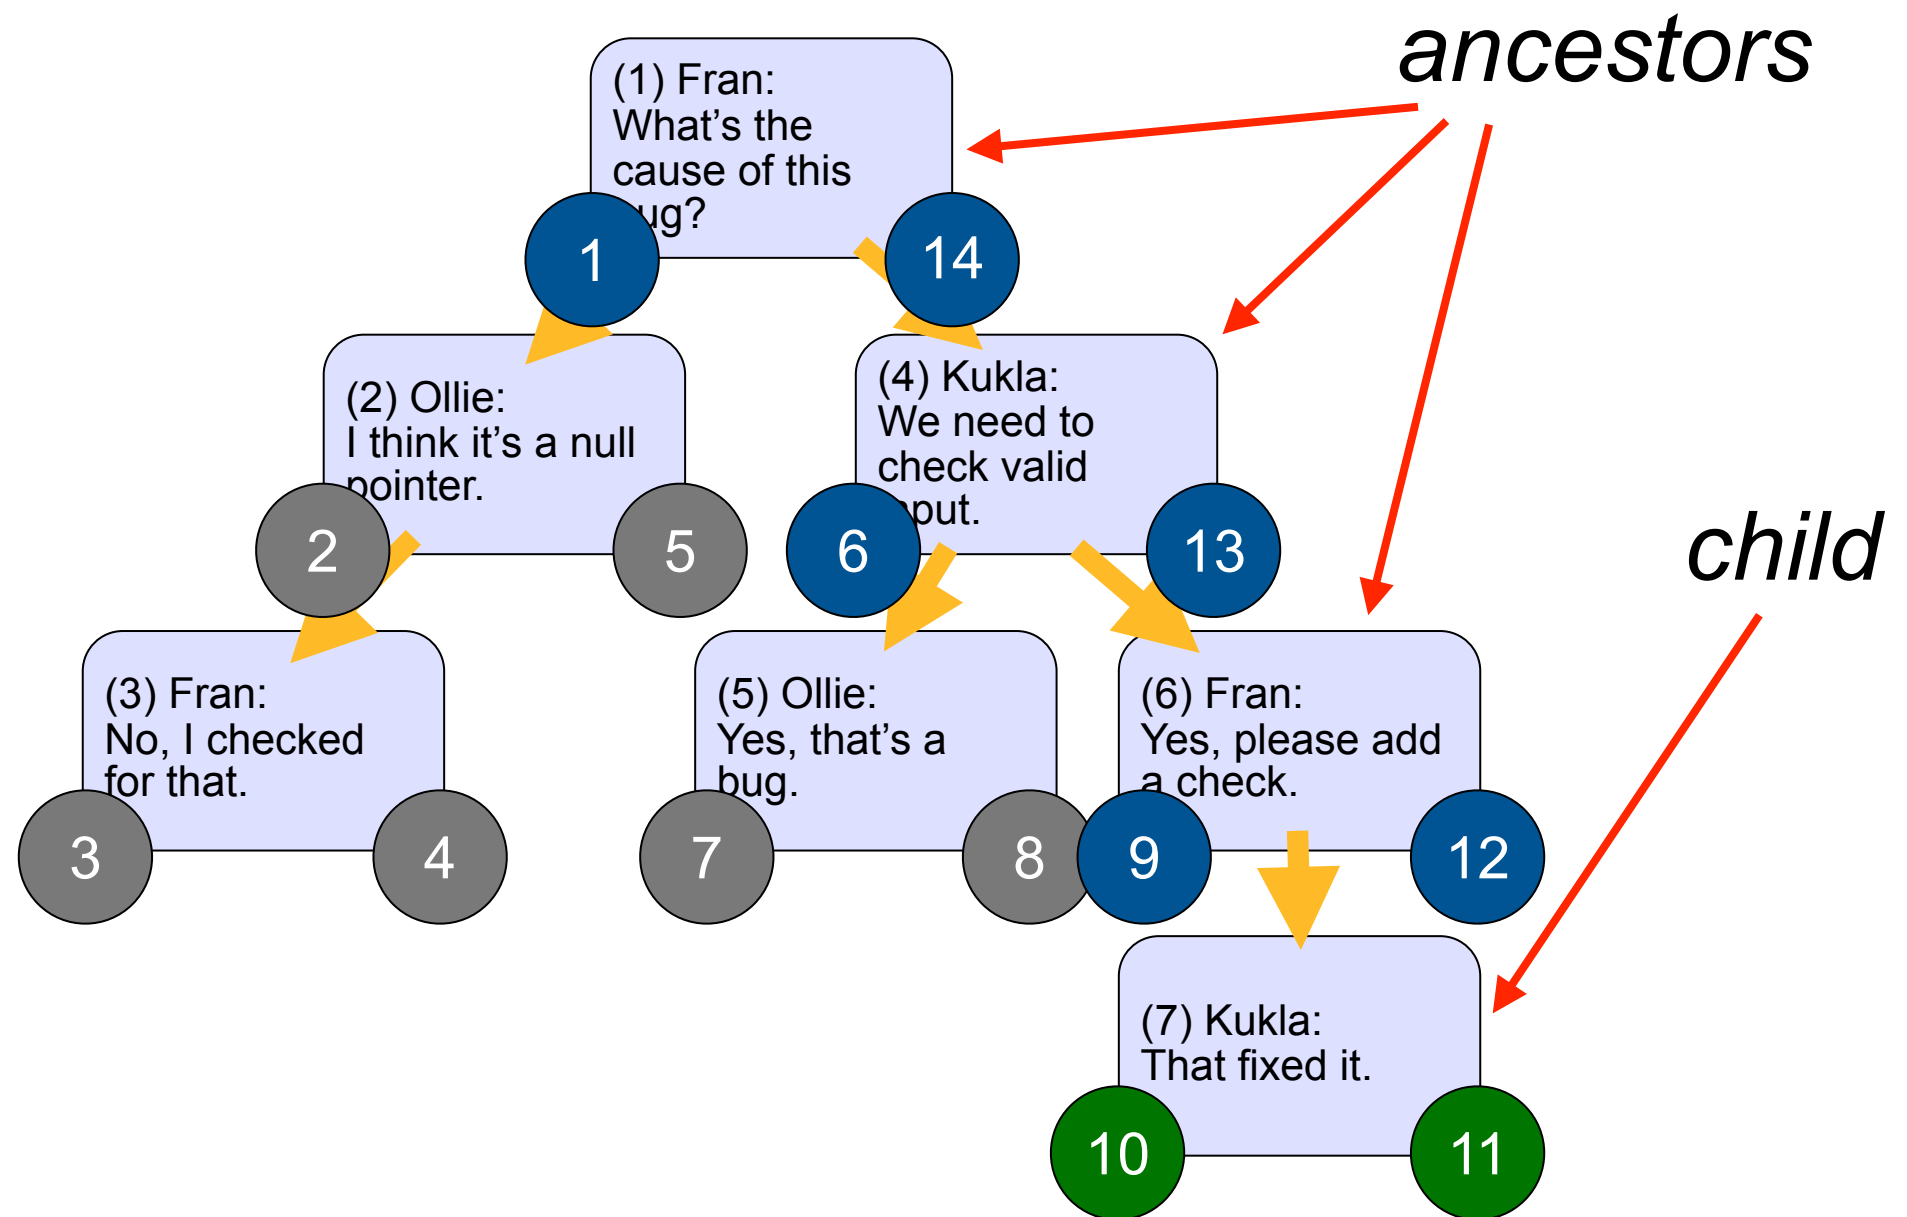 ancestors
(1) Fran:
What's the
cause of this
ug?
1
14
(2) Ollie:
I think it's a null
pointer.
(4) Kukla:
We need to
check valid
put.
child
2
5
6
13
(3) Fran:
No, I checked
for that.
(5) Ollie:
Yes, that's a
bug.
(6) Fran:
Yes, please add
a check.
3
4
7
8
9
12
(7) Kukla:
That fixed it.
10
11